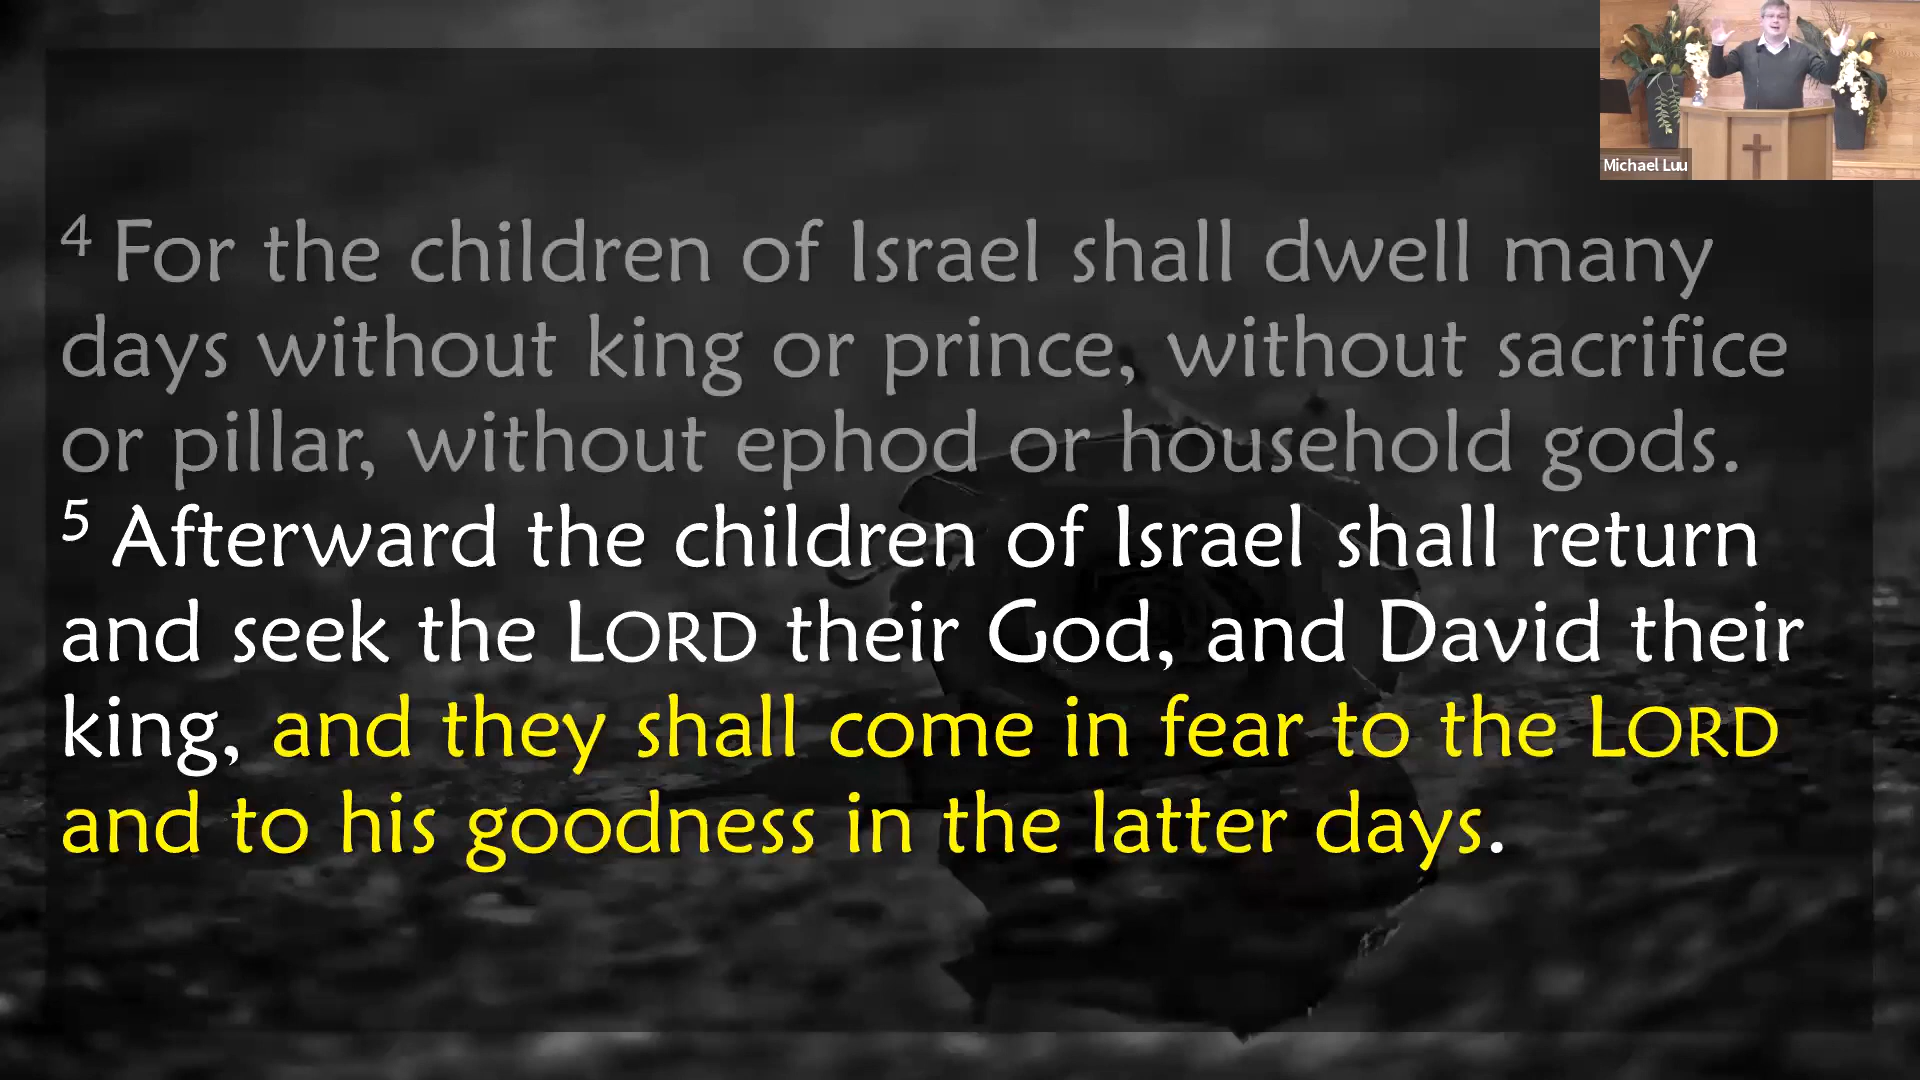 Michael Luu
4 For the children of Israel shall dwell many
days without king or prince, without sacrifice
or pillar, without ephod or household gods.
5 Afterward the children of Israel shall return
and seek the LORD their God, and David their
king, and they shall come in fear to the LORD
and to his goodness in the latter days.